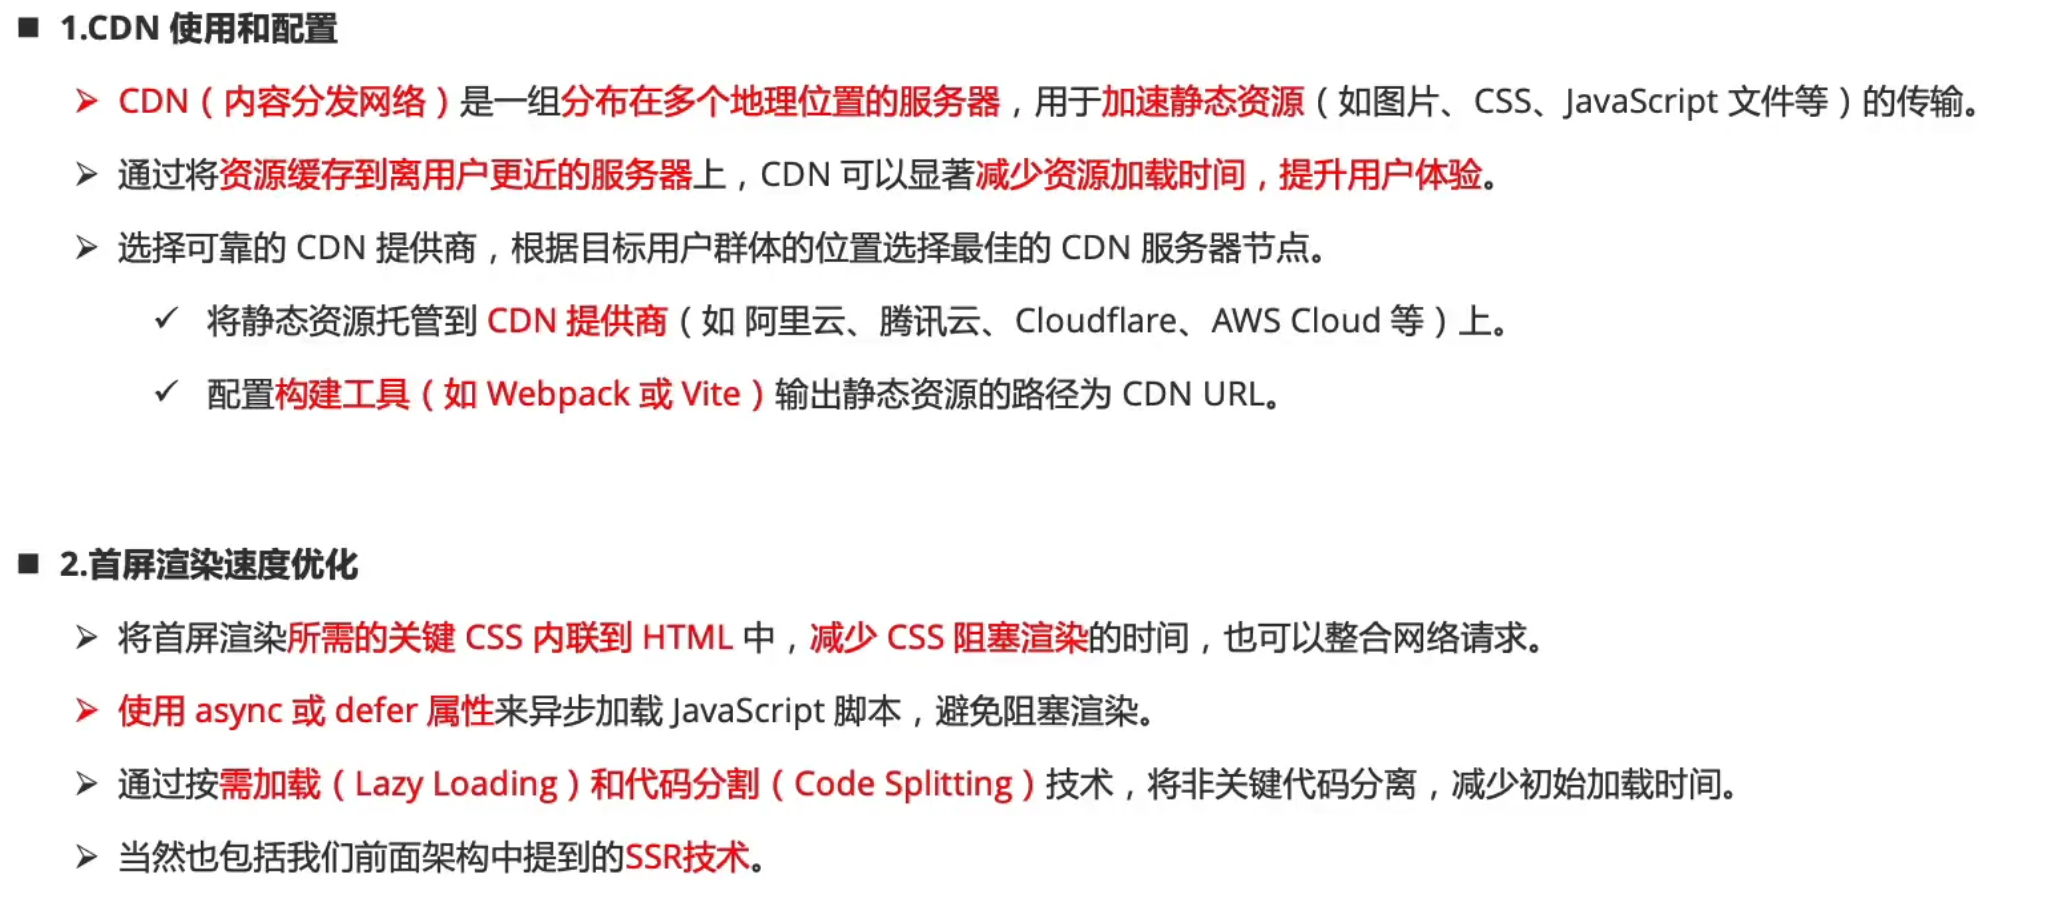 ■ 1.CDN 使用和配置
➢ CDN（内容分发网络）是一组分布在多个地理位置的服务器，用于加速静态资源（如图片、CSS、JavaScript 文件等）的传输。
➢ 通过将资源缓存到离用户更近的服务器上，CDN 可以显著减少资源加载时间，提升用户体验。
➢ 选择可靠的 CDN 提供商，根据目标用户群体的位置选择最佳的 CDN 服务器节点。
✓ 将静态资源托管到 CDN 提供商（如 阿里云、腾讯云、Cloudflare、AWS Cloud 等）上。
✓ 配置构建工具（如 Webpack 或 Vite）输出静态资源的路径为 CDN URL。
■ 2.首屏渲染速度优化
➢ 将首屏渲染所需的关键 CSS 内联到 HTML 中，减少 CSS 阻塞渲染的时间，也可以整合网络请求。
➢ 使用 async 或 defer 属性来异步加载 JavaScript 脚本，避免阻塞渲染。
➢ 通过按需加载（Lazy Loading）和代码分割（Code Splitting）技术，将非关键代码分离，减少初始加载时间。
➢ 当然也包括我们前面架构中提到的SSR技术。